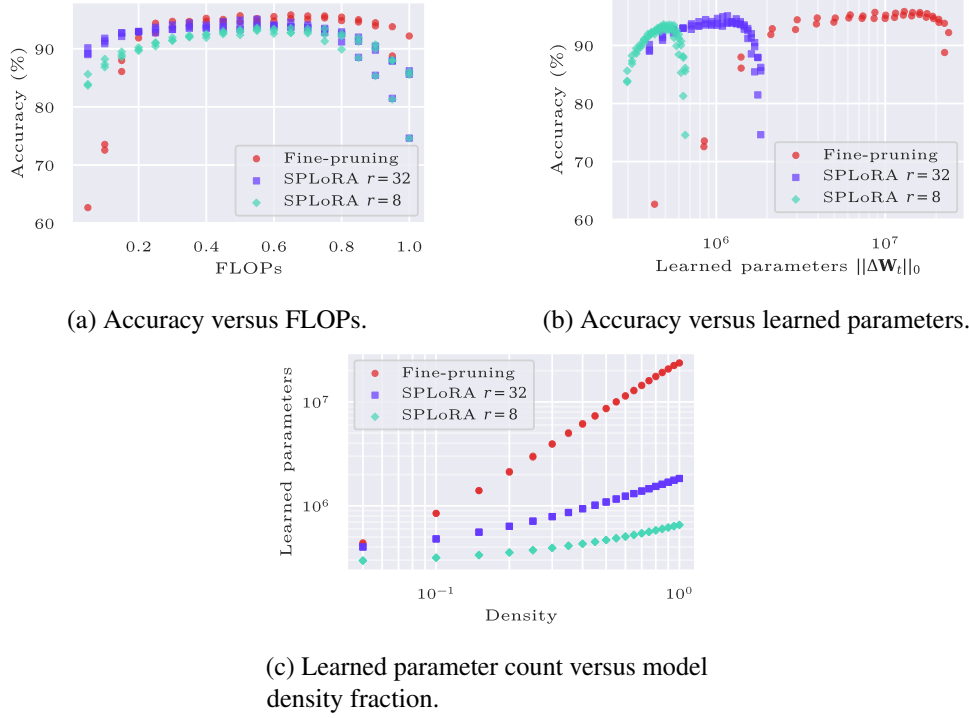 Accuracy (%)
90
80
70
60
0.2 0.4 0.6 0.8 1.0
FLOPs
Fine-pruning
SPLoRA r=32
SPLoRA r=8
(a) Accuracy versus FLOPs.
Accuracy (%)
90
80
70
60
10^6 10^7
Learned parameters ||ΔW_t||_0
Fine-pruning
SPLoRA r=32
SPLoRA r=8
(b) Accuracy versus learned parameters.
Learned parameters
10^7
10^6
10^−1 10^0
Density
Fine-pruning
SPLoRA r=32
SPLoRA r=8
(c) Learned parameter count versus model
density fraction.